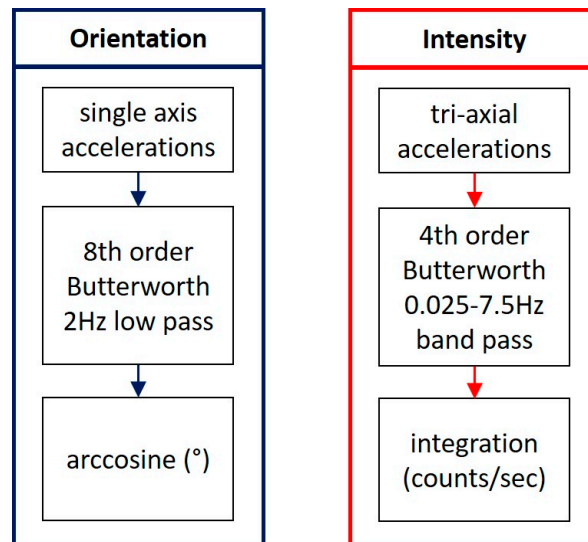 Orientation
single axis
accelerations
8th order
Butterworth
2Hz low pass
arccosine (°)
Intensity
tri-axial
accelerations
4th order
Butterworth
0.025-7.5Hz
band pass
integration
(counts/sec)